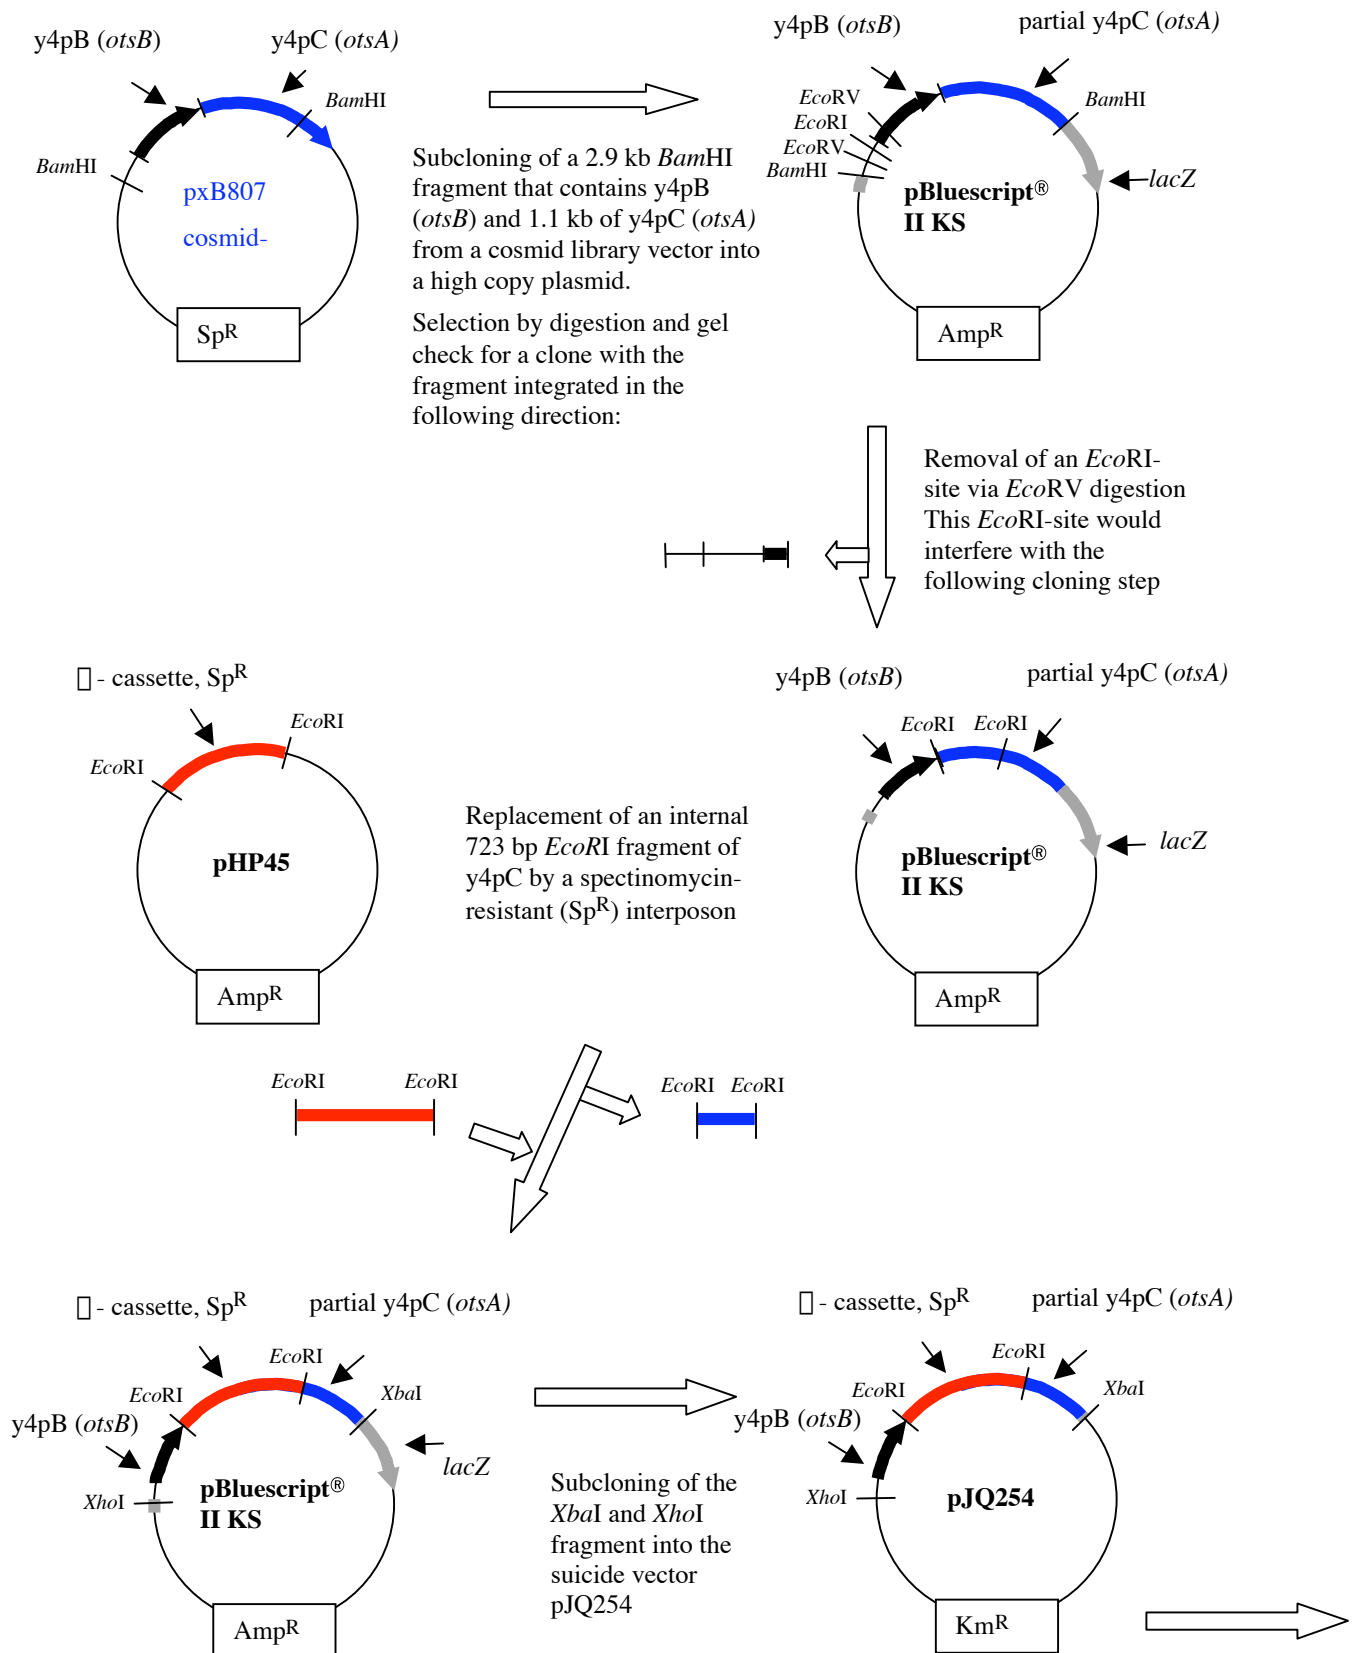 y4pB (otsB)
y4pC (otsA)
BamHI
BamHI
pxB807
cosmid-
SpR
Subcloning of a 2.9 kb BamHI
fragment that contains y4pB
(otsB) and 1.1 kb of y4pC (otsA)
from a cosmid library vector into
a high copy plasmid.
Selection by digestion and gel
check for a clone with the
fragment integrated in the
following direction:
y4pB (otsB)
partial y4pC (otsA)
EcoRV
EcoRI
EcoRV
BamHI
BamHI
pBluescript®
II KS
lacZ
AmpR
Removal of an EcoRI-
site via EcoRV digestion
This EcoRI-site would
interfere with the
following cloning step
▯ - cassette, SpR
EcoRI
EcoRI
pHP45
AmpR
Replacement of an internal
723 bp EcoRI fragment of
y4pC by a spectinomycin-
resistant (SpR) interposon
y4pB (otsB)
partial y4pC (otsA)
EcoRI
EcoRI
pBluescript®
II KS
lacZ
AmpR
EcoRI
EcoRI
EcoRI
EcoRI
▯ - cassette, SpR
partial y4pC (otsA)
EcoRI
EcoRI
XbaI
y4pB (otsB)
XhoI
pBluescript®
II KS
lacZ
AmpR
Subcloning of the
XbaI and XhoI
fragment into the
suicide vector
pJQ254
▯ - cassette, SpR
partial y4pC (otsA)
EcoRI
EcoRI
XbaI
y4pB (otsB)
XhoI
pJQ254
KmR